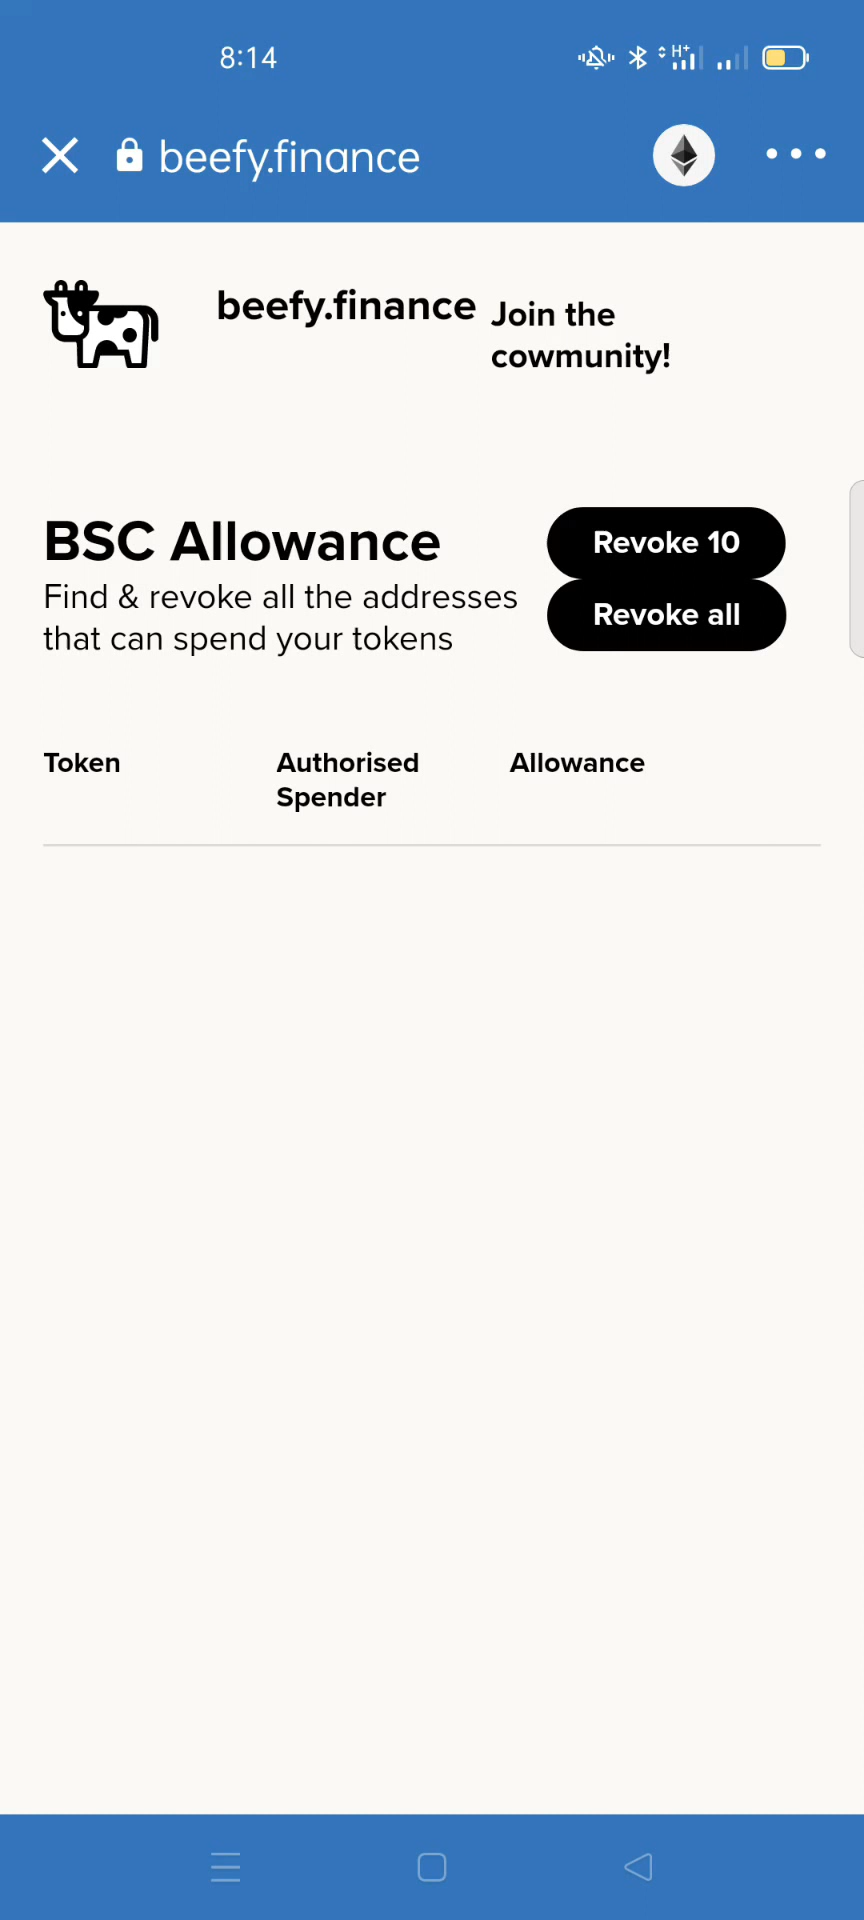 8:14
H+
beefy.finance
beefy.finance
Join the
cowmunity!
BSC Allowance
Find & revoke all the addresses
that can spend your tokens
Revoke 10
Revoke all
Token
Authorised
Spender
Allowance